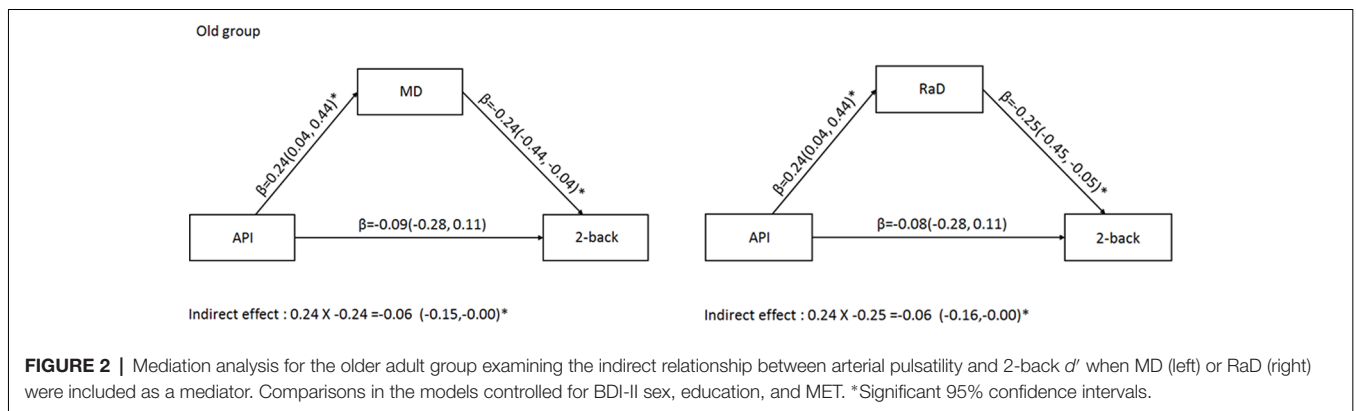 Old group
MD
β=0.24(0.04, 0.44)*
β=-0.24(-0.44, -0.04)*
API
β=-0.09(-0.28, 0.11)
2-back
Indirect effect : 0.24 X -0.24 =-0.06 (-0.15,-0.00)*
RaD
β=0.24(0.04, 0.44)*
β=-0.25(-0.45, -0.05)*
API
β=-0.08(-0.28, 0.11)
2-back
Indirect effect : 0.24 X -0.25 =-0.06 (-0.16,-0.00)*
FIGURE 2 | Mediation analysis for the older adult group examining the indirect relationship between arterial pulsatility and 2-back d′ when MD (left) or RaD (right)
were included as a mediator. Comparisons in the models controlled for BDI-II sex, education, and MET. *Significant 95% confidence intervals.